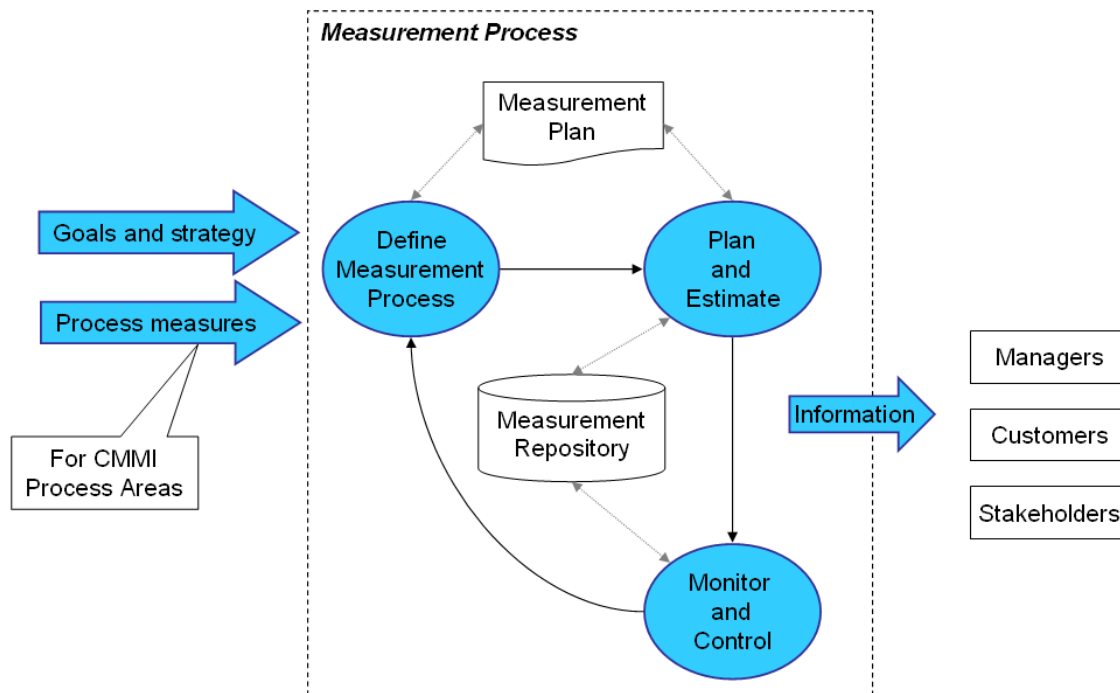 Measurement Process
Measurement
Plan
Goals and strategy
Define
Measurement
Process
Plan
and
Estimate
Process measures
For CMMI
Process Areas
Measurement
Repository
Information
Managers
Customers
Stakeholders
Monitor
and
Control